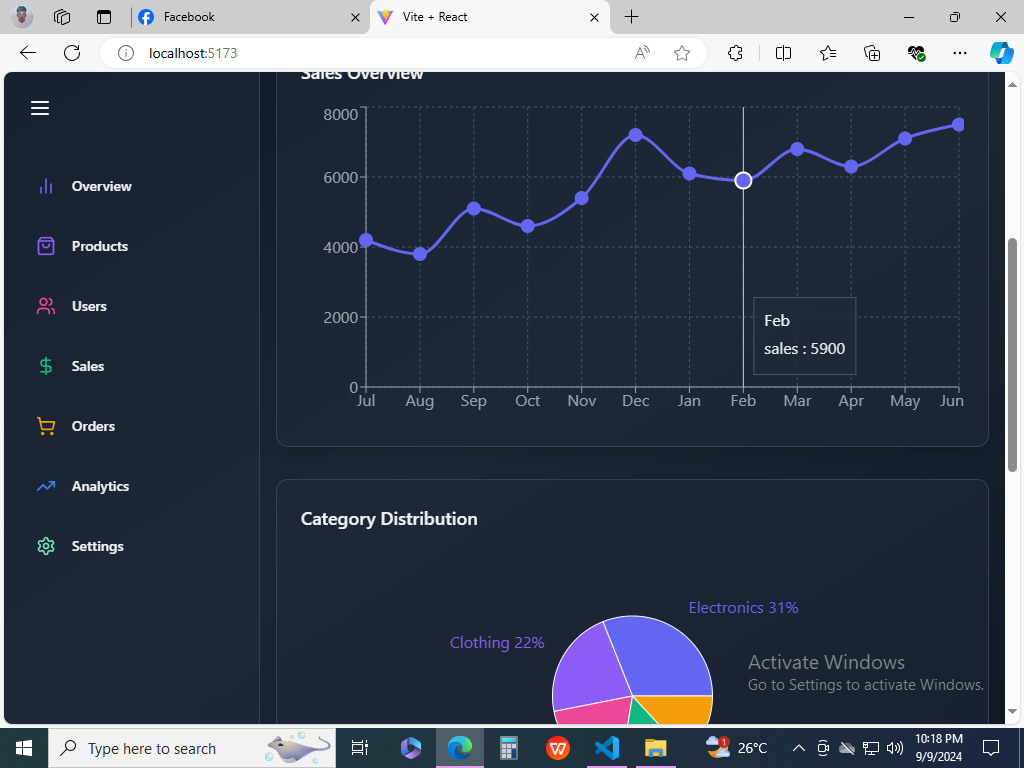 Facebook
Vite + React
localhost:5173
Sales Overview
8000
6000
4000
2000
0
Jul Aug Sep Oct Nov Dec Jan Feb Mar Apr May Jun
Feb
sales : 5900
Overview
Products
Users
Sales
Orders
Analytics
Settings
Category Distribution
Electronics 31%
Clothing 22%
Activate Windows
Go to Settings to activate Windows.
Type here to search
1
26°C
10:18 PM
9/9/2024